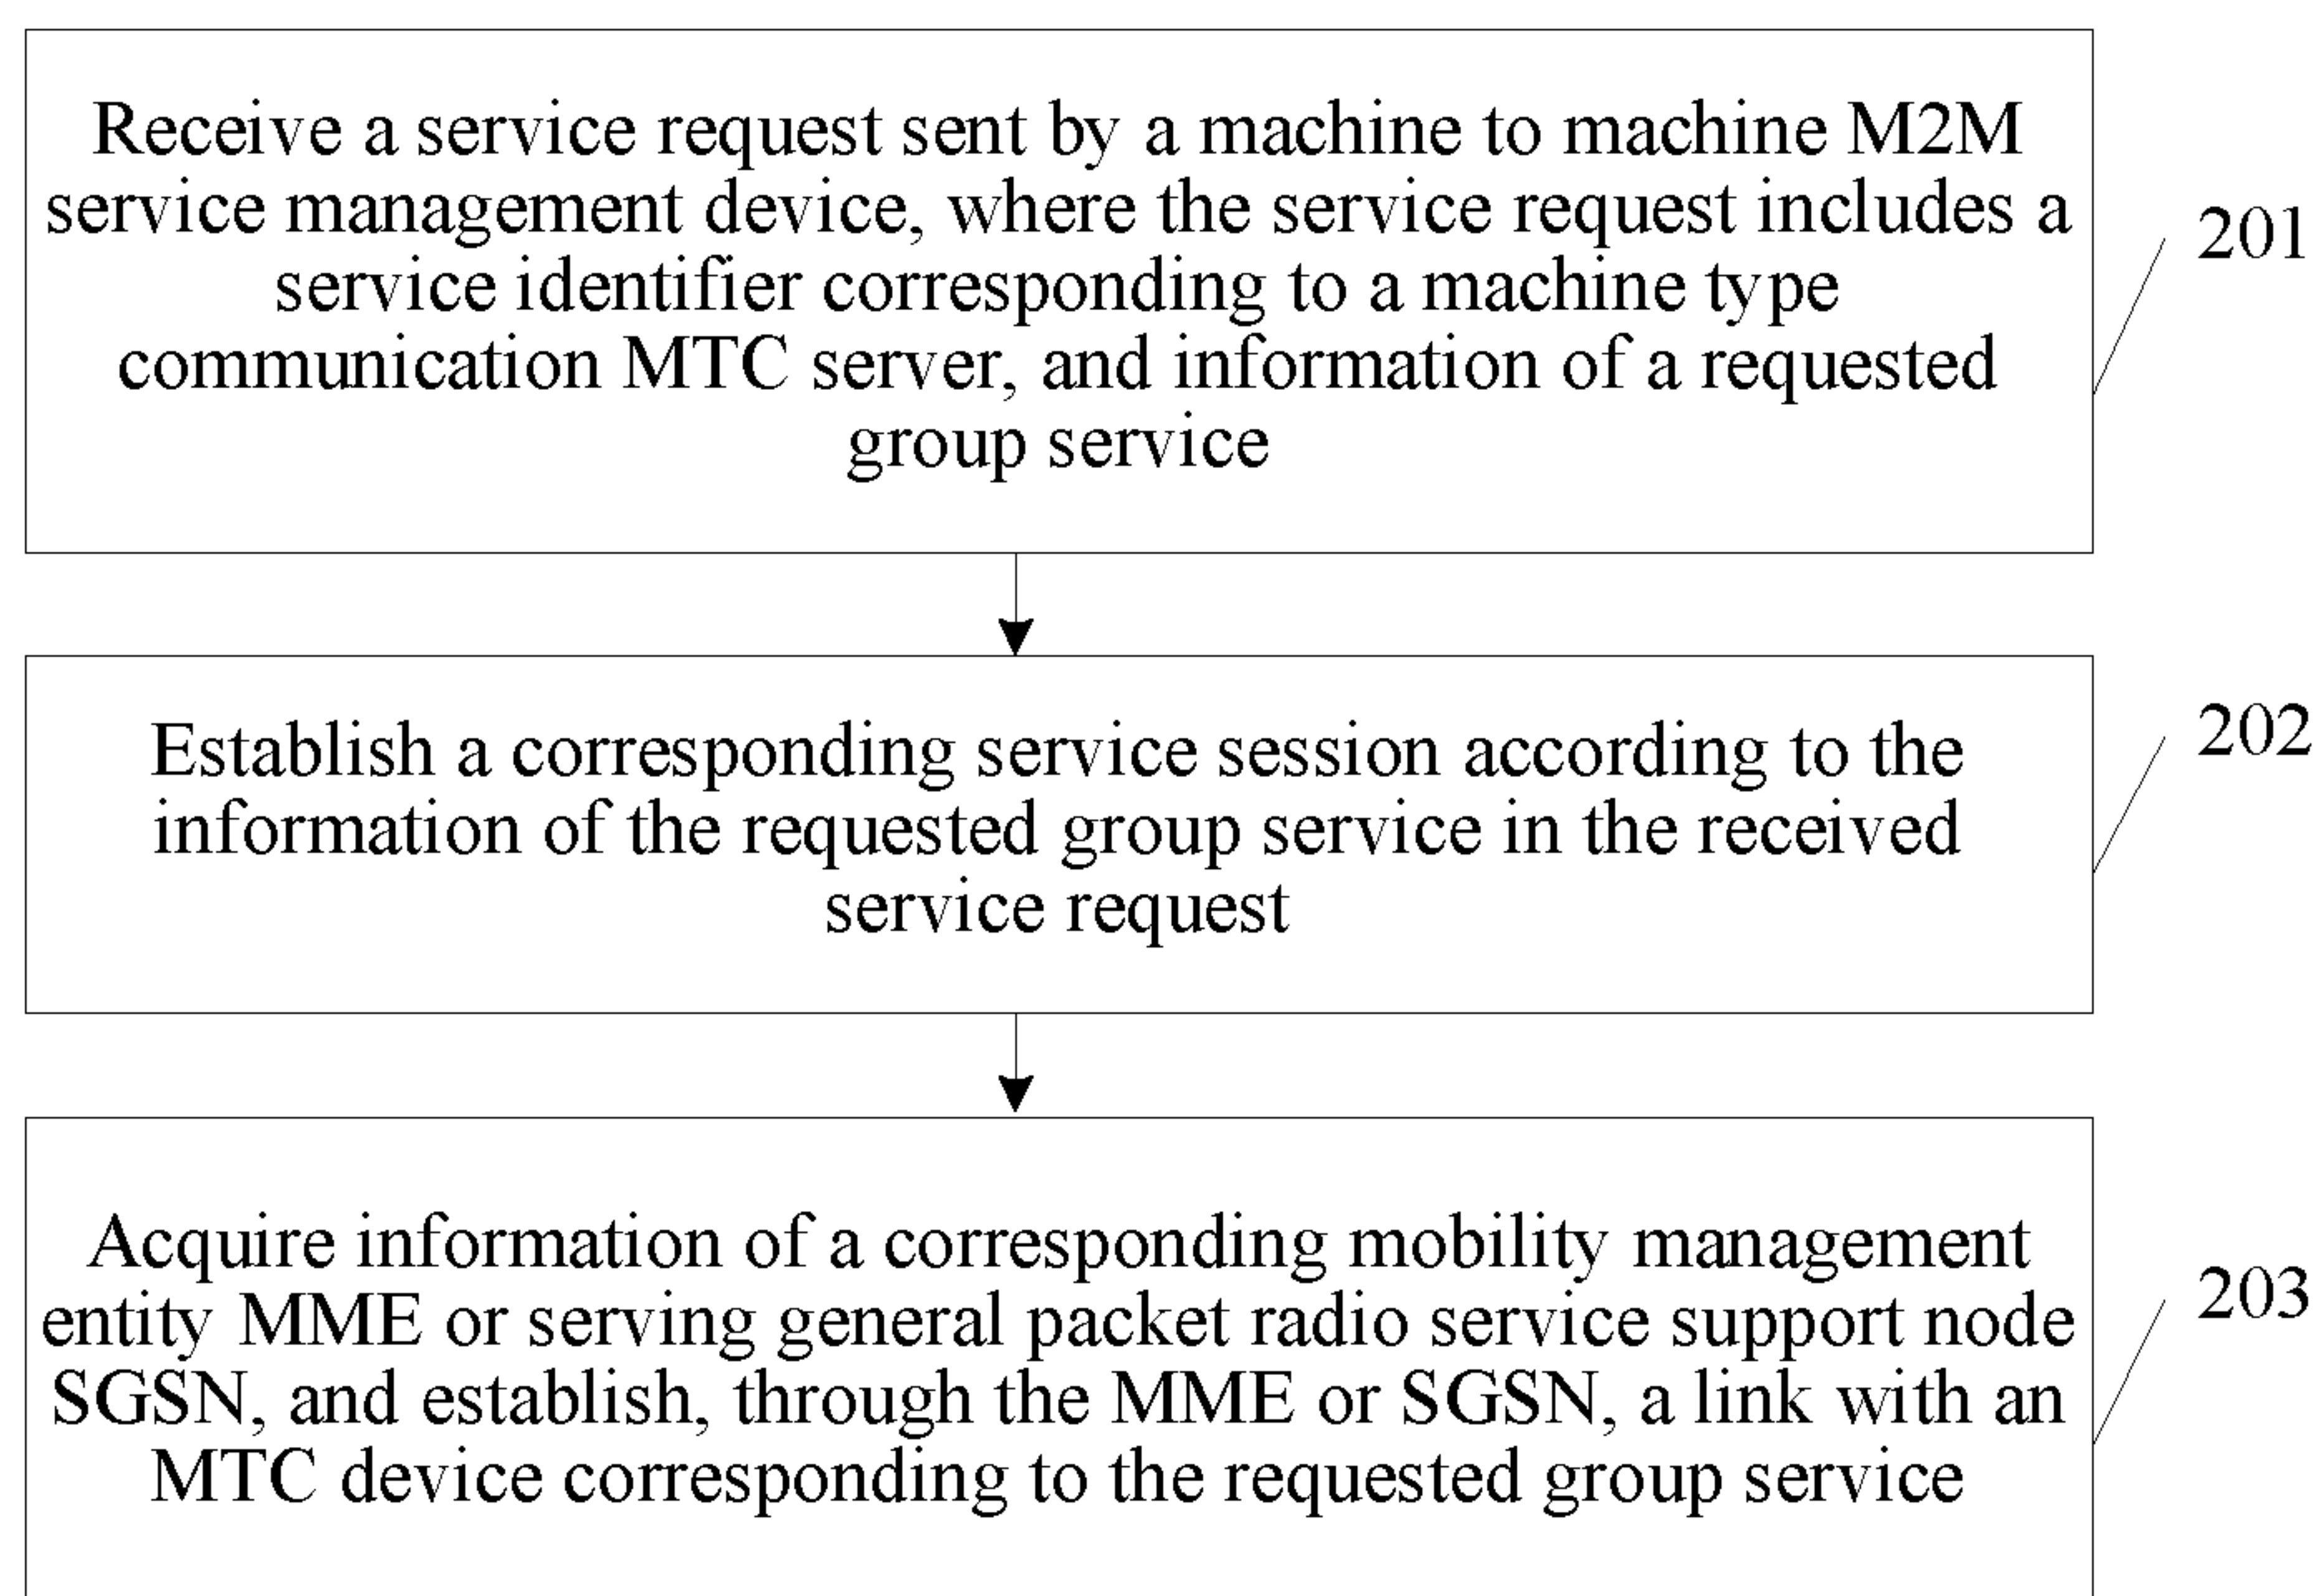 Receive a service request sent by a machine to machine M2M
service management device, where the service request includes a
service identifier corresponding to a machine type
communication MTC server, and information of a requested
group service
201
Establish a corresponding service session according to the
information of the requested group service in the received
service request
202
Acquire information of a corresponding mobility management
entity MME or serving general packet radio service support node
SGSN, and establish, through the MME or SGSN, a link with an
MTC device corresponding to the requested group service
203